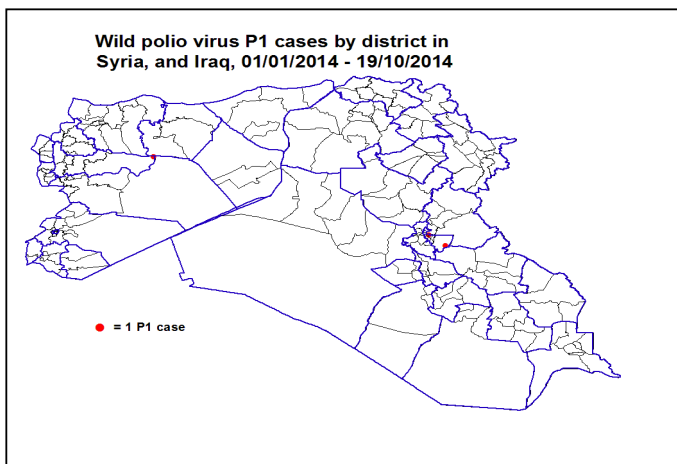 Wild polio virus P1 cases by district in
Syria, and Iraq, 01/01/2014 - 19/10/2014
= 1 P1 case